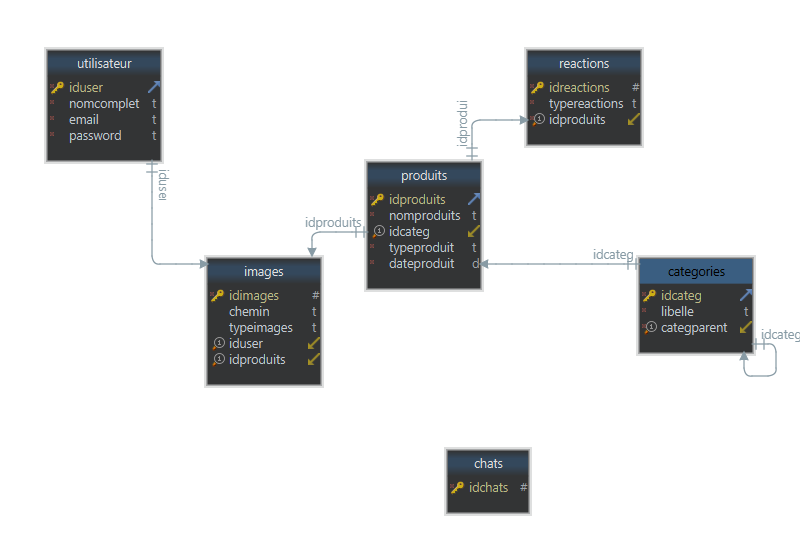 utilisateur
iduser
nomcomplet t
email t
password t
iduser
reactions
idreactions #
typereactions t
idproduits
idprodui
produits
idproduits
nomproduits t
idcateg
typeproduit t
dateproduit d
idproduits
images
idimages #
chemin t
typeimages t
iduser
idproduits
idcateg
categories
idcateg
libelle t
categparent
idcateg
chats
idchats #